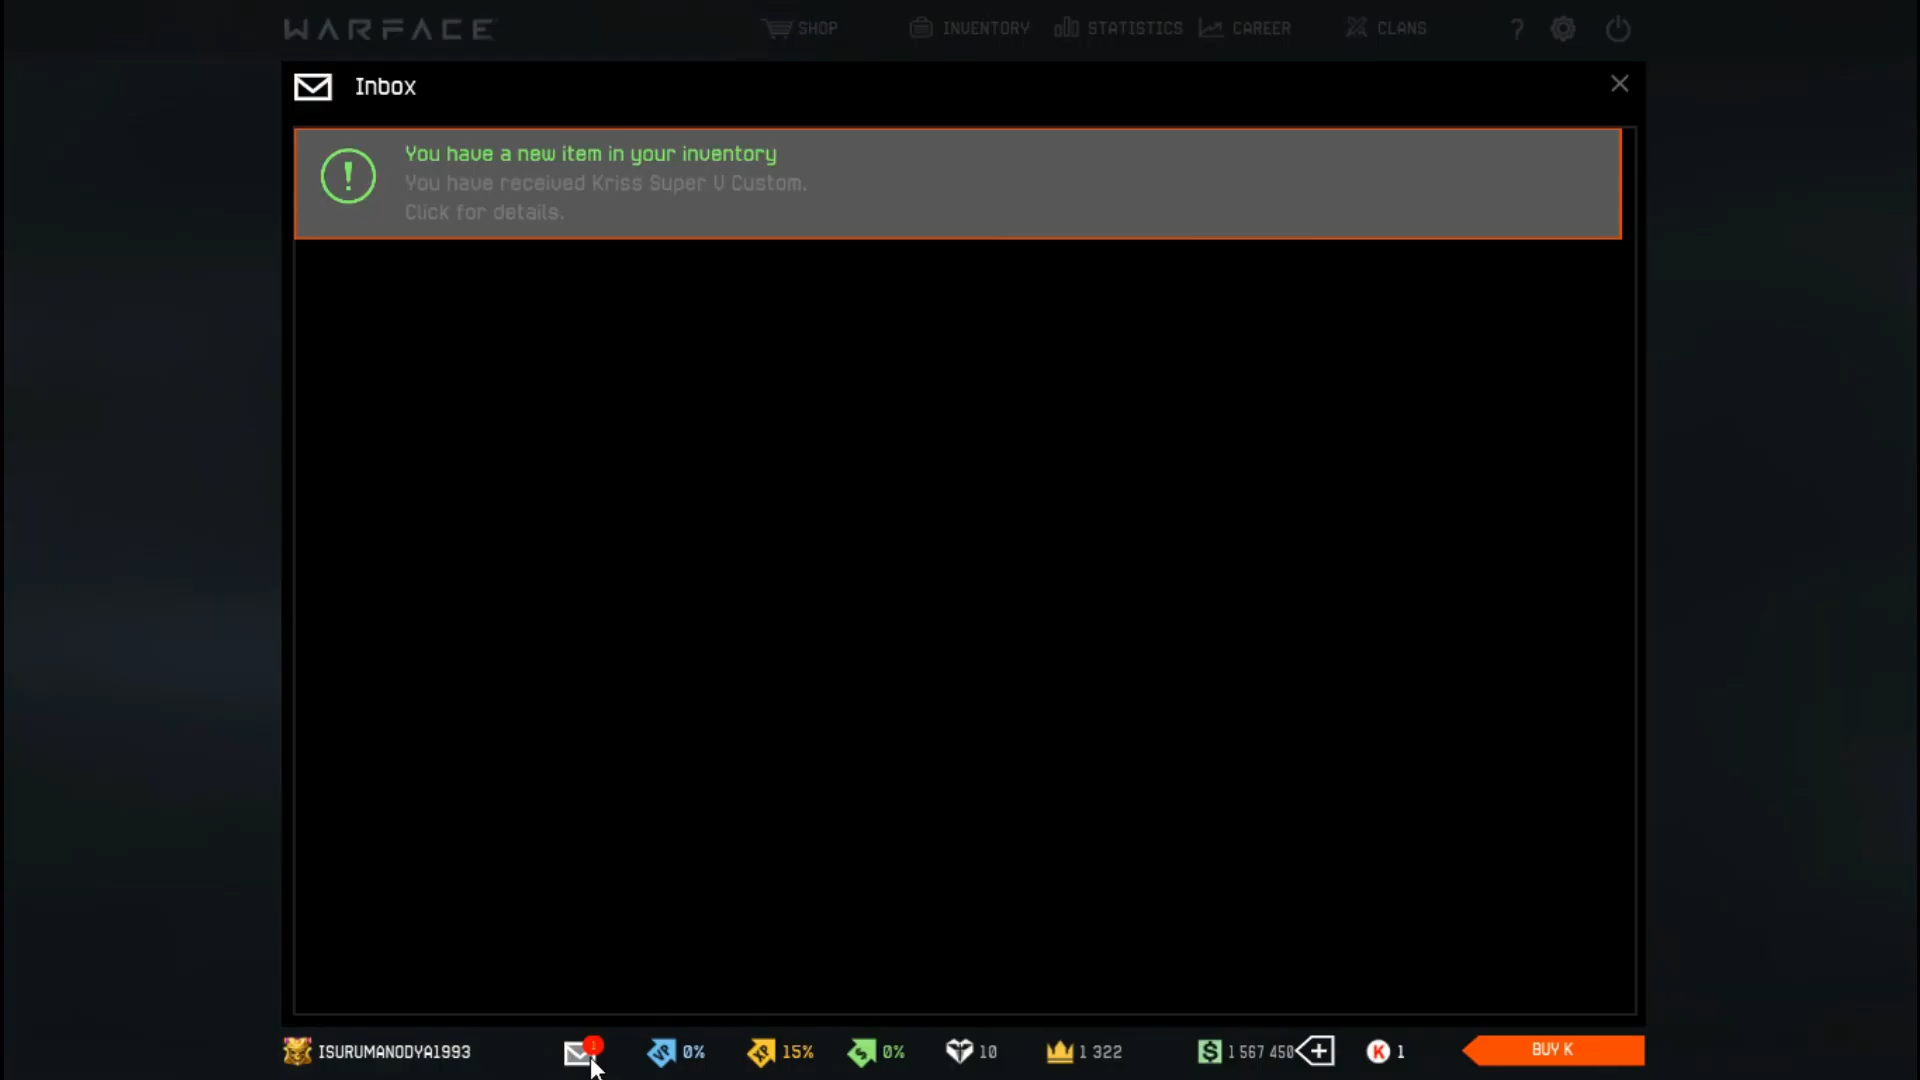 WARFACE
SHOP INVENTORY STATISTICS CAREER CLANS ?
Inbox
You have a new item in your inventory
You have received Kriss Super V Custom.
Click for details.
ISURUMANODYA1993 1 0% 15% 0% 10 1 322 1 567 450 K 1 BUY K